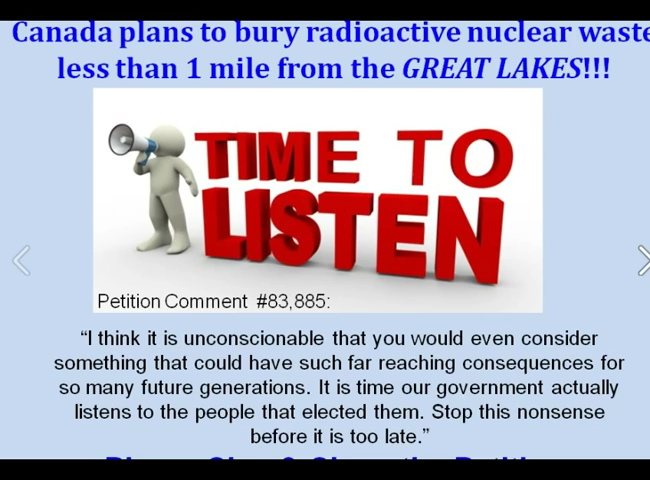 Canada plans to bury radioactive nuclear waste
less than 1 mile from the GREAT LAKES!!!
TIME TO
LISTEN
Petition Comment #83,885:
“I think it is unconscionable that you would even consider
something that could have such far reaching consequences for
so many future generations. It is time our government actually
listens to the people that elected them. Stop this nonsense
before it is too late.”